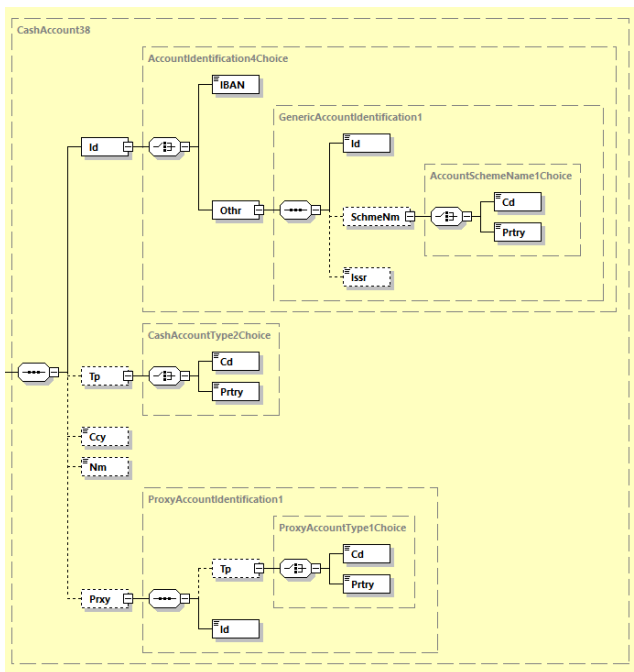 CashAccount38
AccountIdentification4Choice
IBAN
GenericAccountIdentification1
Id
Id
AccountSchemeName1Choice
Cd
Othr
SchmeNm
Prtry
Issr
CashAccountType2Choice
Cd
Tp
Prtry
Ccy
Nm
ProxyAccountIdentification1
ProxyAccountType1Choice
Cd
Tp
Prtry
Prxy
Id